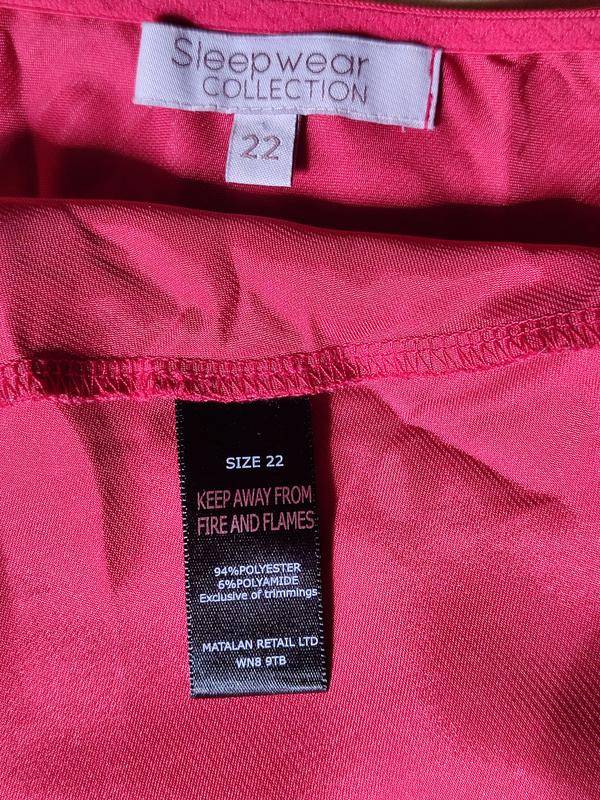 Sleepwear
COLLECTION
22
SIZE 22
KEEP AWAY FROM
FIRE AND FLAMES
94%POLYESTER
6%POLYAMIDE
Exclusive of trimmings
MATALAN RETAIL LTD
WN8 9TB